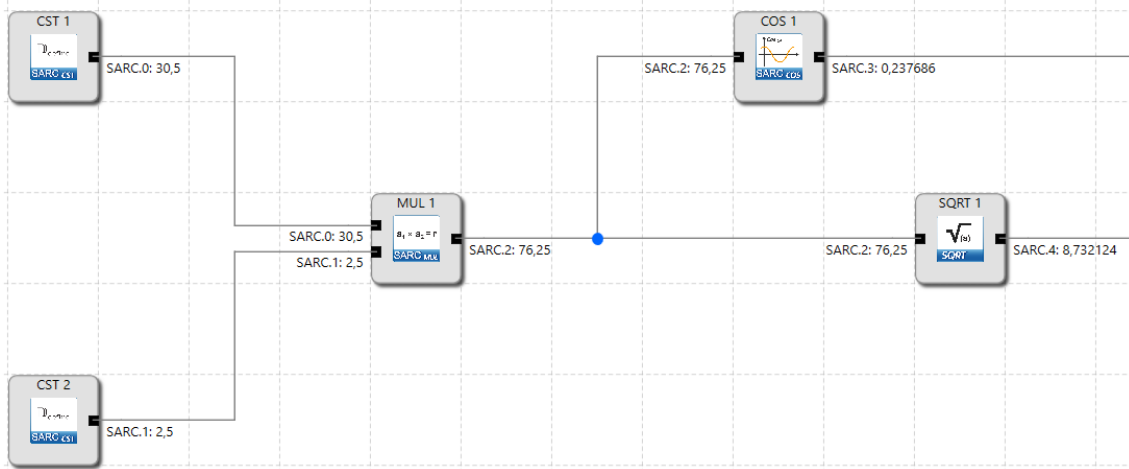 CST 1
SARC CST
SARC.0: 30,5
COS 1
SARC COS
SARC.2: 76,25
SARC.3: 0,237686
MUL 1
a₁ × a₂ = r
SARC MUL
SARC.0: 30,5
SARC.1: 2,5
SARC.2: 76,25
SQRT 1
√(a)
SQRT
SARC.2: 76,25
SARC.4: 8,732124
CST 2
SARC CST
SARC.1: 2,5